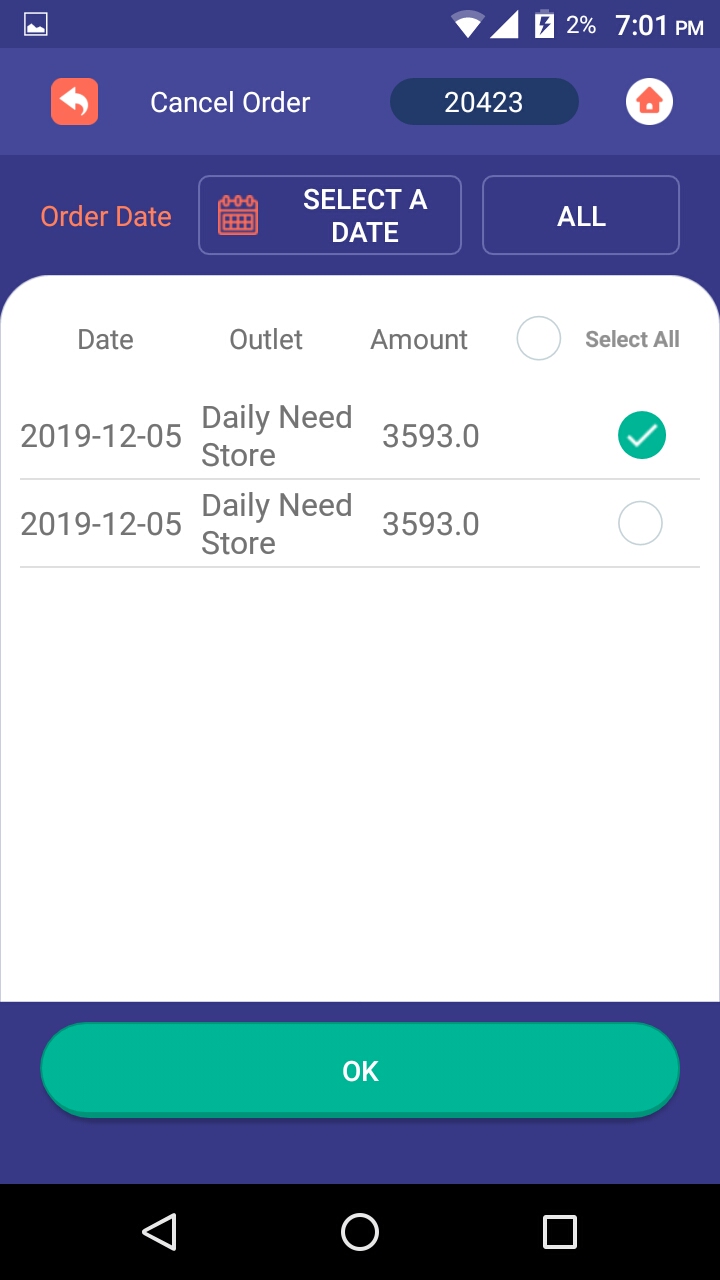 2% 7:01 PM
Cancel Order 20423
Order Date SELECT A DATE ALL
Date Outlet Amount Select All
2019-12-05 Daily Need Store 3593.0
2019-12-05 Daily Need Store 3593.0
OK